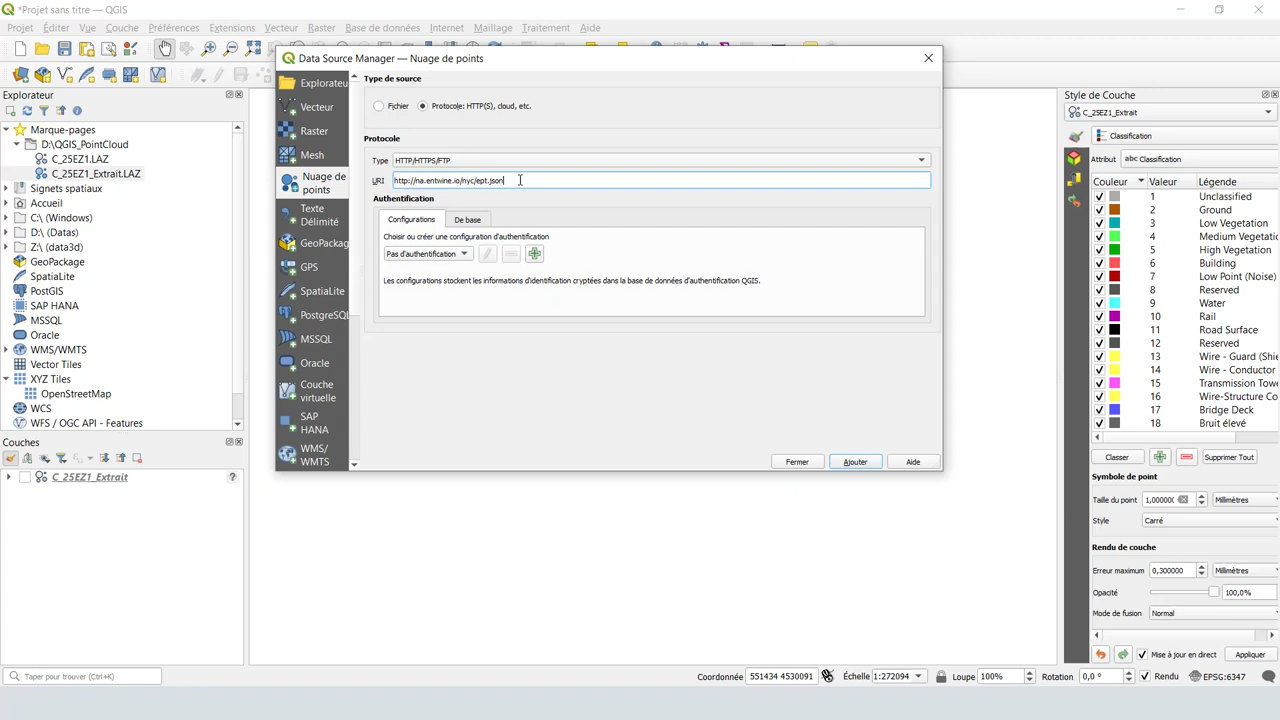 *Projet sans titre — QGIS
Projet Éditer Vue Couche Préférences Extensions Vecteur Raster Base de données Internet Maillage Traitement Aide
Explorateur
Marque-pages
D:\QGIS_PointCloud
C_25EZ1.LAZ
C_25EZ1_Extrait.LAZ
Signets spatiaux
Accueil
C:\ (Windows)
D:\ (Datas)
Z:\ (data3d)
GeoPackage
SpatiaLite
PostGIS
SAP HANA
MSSQL
Oracle
WMS/WMTS
Vector Tiles
XYZ Tiles
OpenStreetMap
WCS
WFS / OGC API - Features
Couches
C_25EZ1_Extrait
Data Source Manager — Nuage de points
Explorateu
Vecteur
Raster
Mesh
Nuage de
points
Texte
Délimité
GeoPackag
GPS
SpatiaLite
PostgreSQL
MSSQL
Oracle
Couche
virtuelle
SAP
HANA
WMS/
WMTS
Type de source
Fichier Protocole: HTTP(S), cloud, etc.
Protocole
Type HTTP/HTTPS/FTP
URI http://na.entwine.io/nyc/ept.json
Authentification
Configurations De base
Choisir ou créer une configuration d'authentification
Pas d'authentification
Les configurations stockent les informations d'identification cryptées dans la base de données d'authentification QGIS.
Fermer Ajouter Aide
Style de Couche
C_25EZ1_Extrait
Classification
Attribut abc Classification
Couleur Valeur Légende
1 Unclassified
2 Ground
3 Low Vegetation
4 Medium Vegetati
5 High Vegetation
6 Building
7 Low Point (Noise)
8 Reserved
9 Water
10 Rail
11 Road Surface
12 Reserved
13 Wire - Guard (Shi
14 Wire - Conductor
15 Transmission Towe
16 Wire-Structure Co
17 Bridge Deck
18 Bruit élevé
Classer Supprimer Tout
Symbole de point
Taille du point 1,00000( Millimètres
Style Carré
Rendu de couche
Erreur maximum 0,300000 Millimètres
Opacité 100,0%
Mode de fusion Normal
Mise à jour en direct Appliquer
Taper pour trouver (Ctrl+K) Coordonnée 551434 4530091 Échelle 1:272094 Loupe 100% Rotation 0,0 ° Rendu EPSG:6347